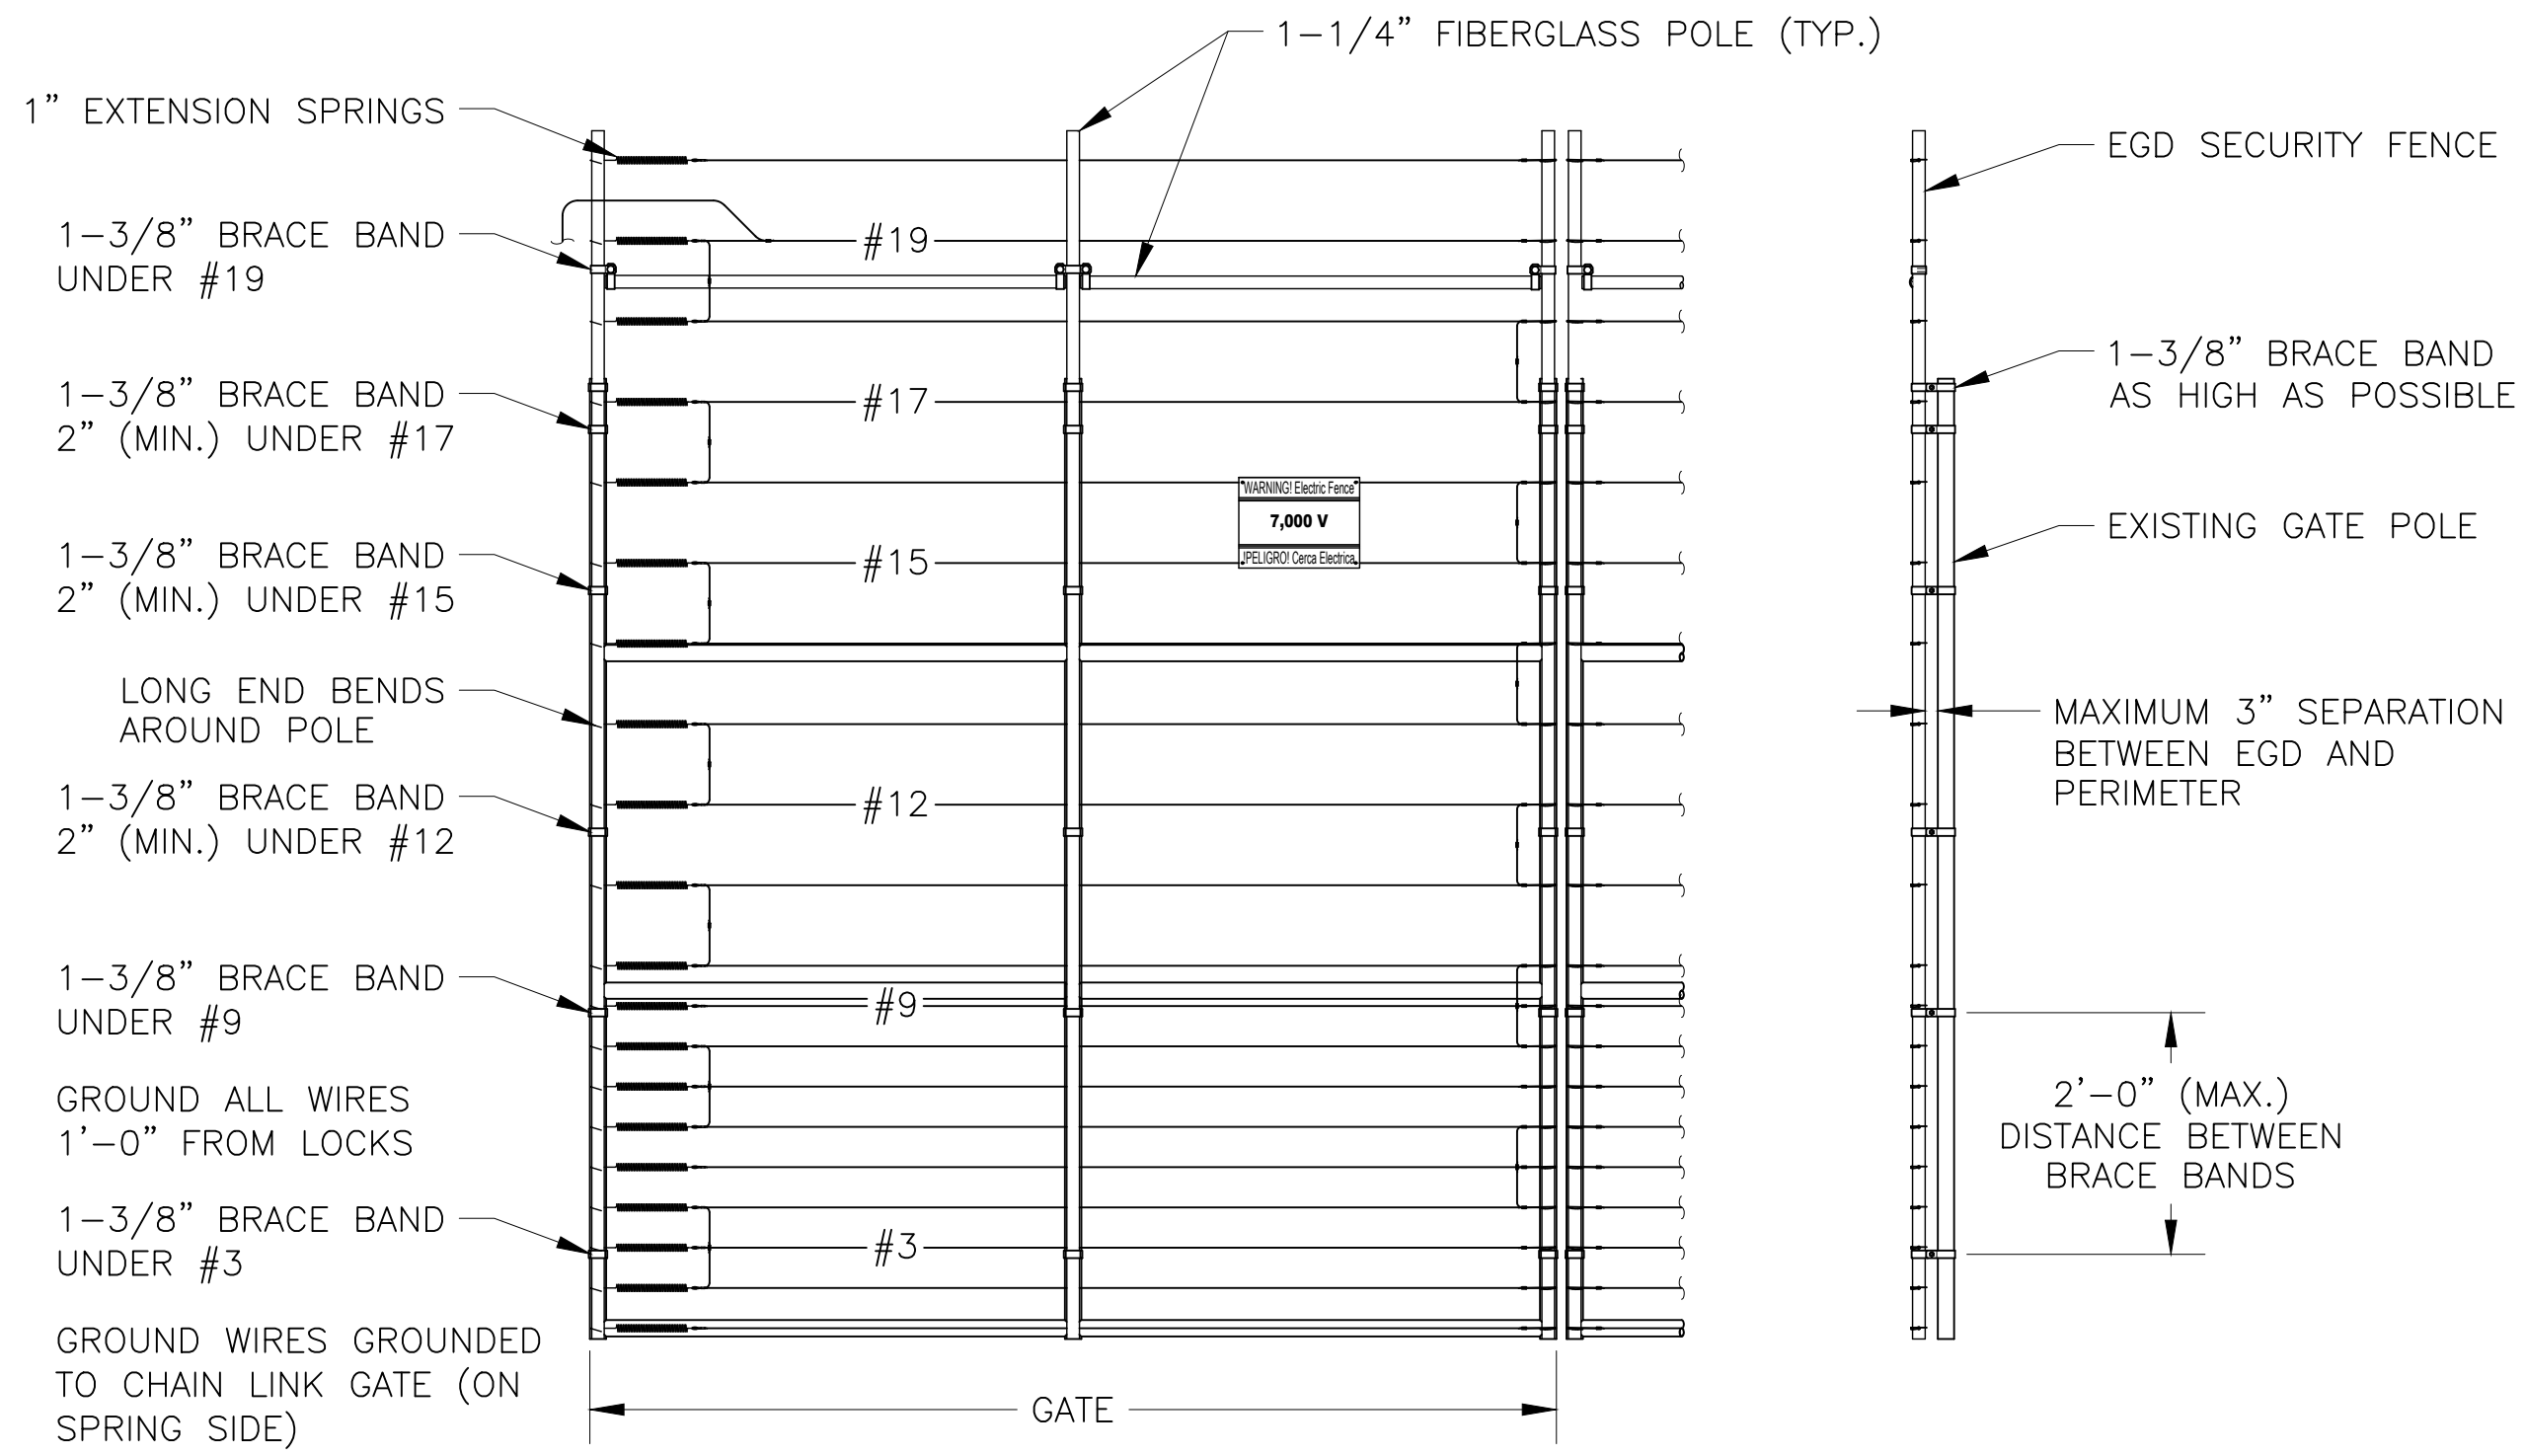 1-1/4” FIBERGLASS POLE (TYP.)
1” EXTENSION SPRINGS
EGD SECURITY FENCE
1-3/8” BRACE BAND
UNDER #19
#19
1-3/8” BRACE BAND
AS HIGH AS POSSIBLE
1-3/8” BRACE BAND
2” (MIN.) UNDER #17
#17
WARNING! Electric Fence
7,000 V
!PELIGRO! Cerca Electrica
EXISTING GATE POLE
1-3/8” BRACE BAND
2” (MIN.) UNDER #15
#15
LONG END BENDS
AROUND POLE
MAXIMUM 3” SEPARATION
BETWEEN EGD AND
PERIMETER
1-3/8” BRACE BAND
2” (MIN.) UNDER #12
#12
1-3/8” BRACE BAND
UNDER #9
#9
GROUND ALL WIRES
1’-0” FROM LOCKS
2’-0” (MAX.)
DISTANCE BETWEEN
BRACE BANDS
1-3/8” BRACE BAND
UNDER #3
#3
GROUND WIRES GROUNDED
TO CHAIN LINK GATE (ON
SPRING SIDE)
GATE